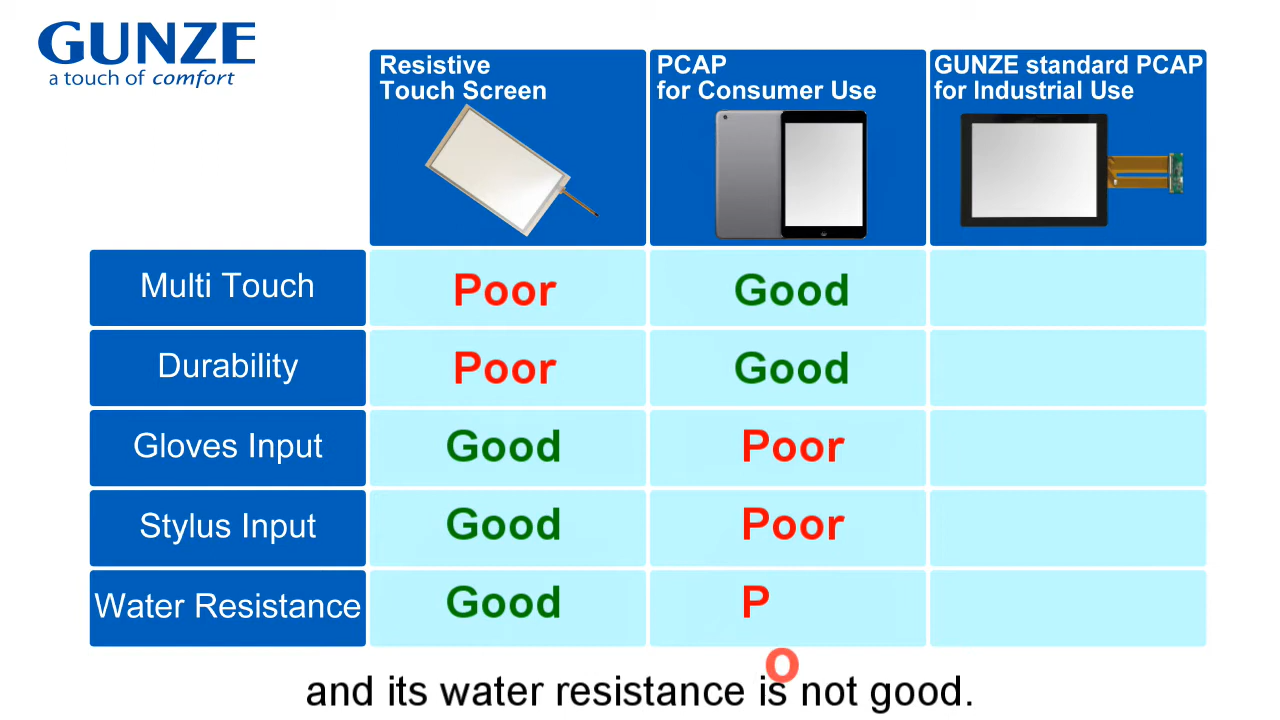 GUNZE
a touch of comfort
Resistive
Touch Screen
PCAP
for Consumer Use
GUNZE standard PCAP
for Industrial Use
Multi Touch
Poor
Good
Durability
Poor
Good
Gloves Input
Good
Poor
Stylus Input
Good
Poor
Water Resistance
Good
P
o
and its water resistance is not good.